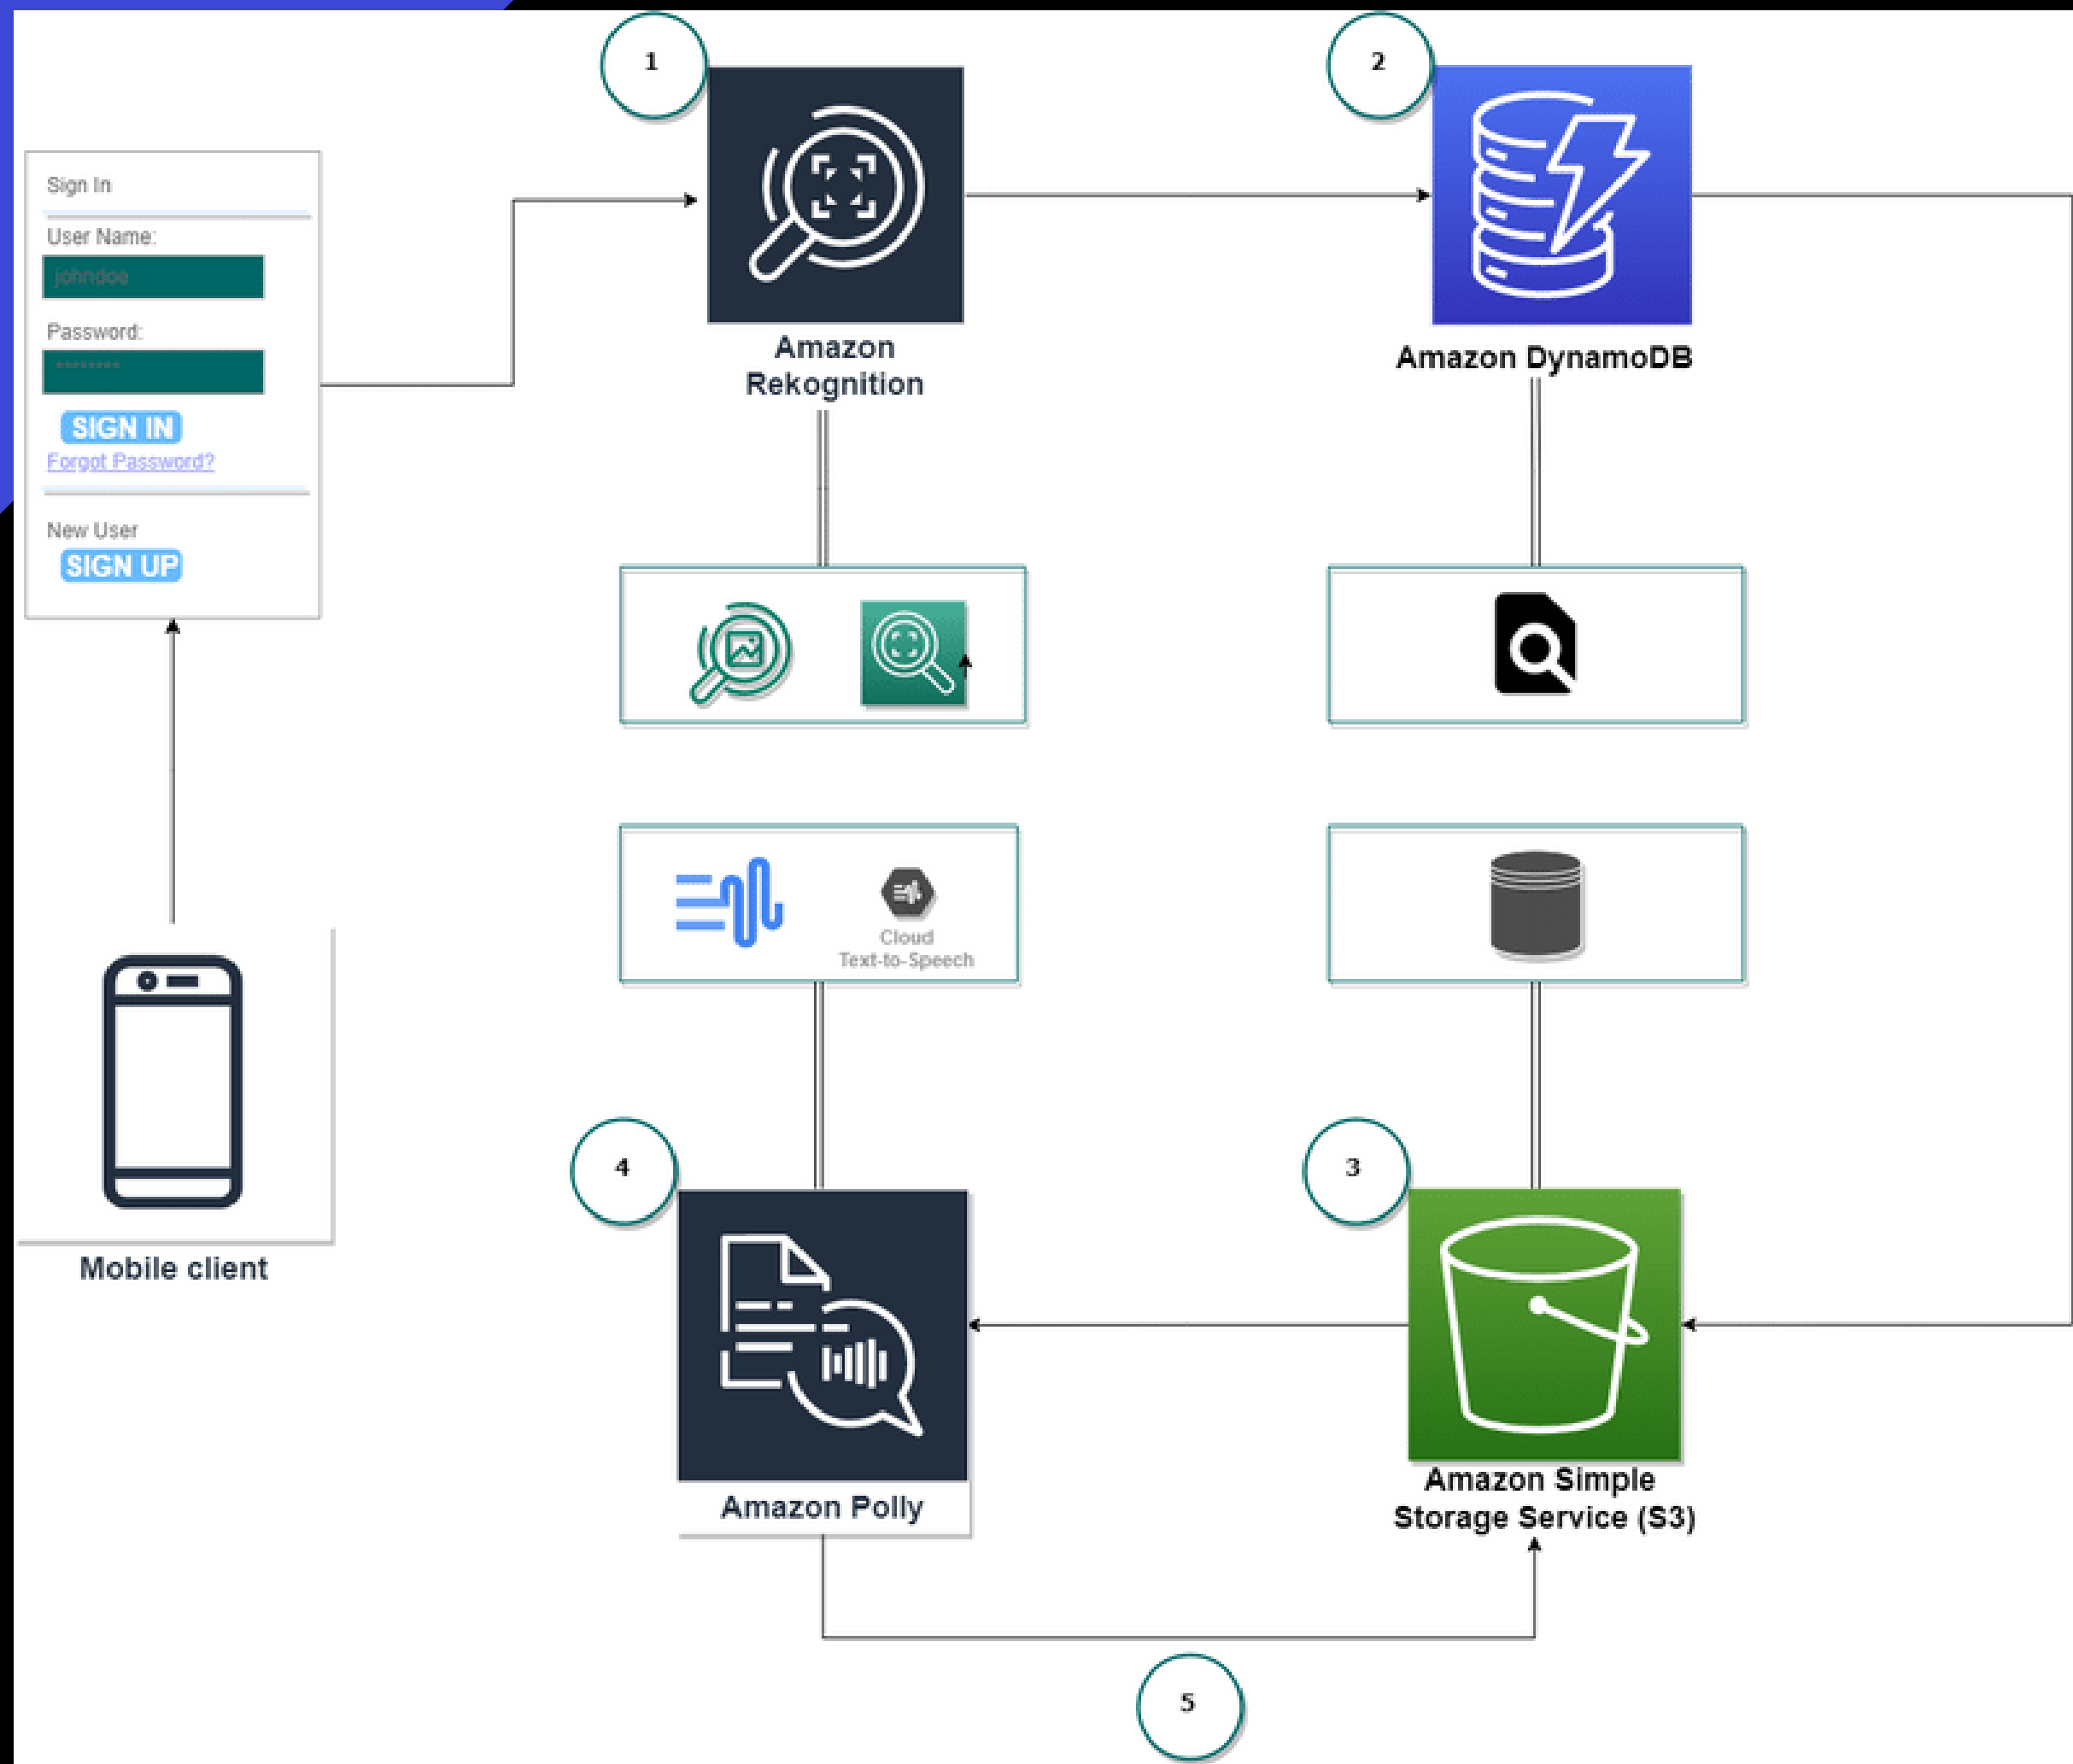 1
2
Sign In
User Name:
johndoe
Password:
********
SIGN IN
Forgot Password?
New User
SIGN UP
Amazon
Rekognition
Amazon DynamoDB
Cloud
Text-to-Speech
4
3
Mobile client
Amazon Polly
Amazon Simple
Storage Service (S3)
5